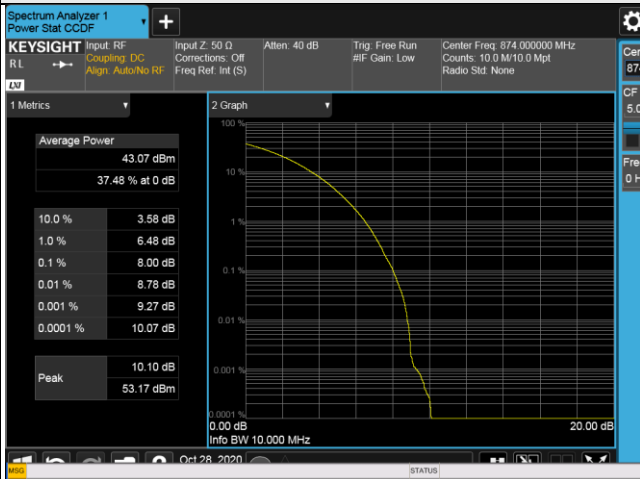 Spectrum Analyzer 1
Power Stat CCDF
KEYSIGHT
RL
LXI
Input: RF
Coupling: DC
Align: Auto/No RF
Input Z: 50 Ω
Corrections: Off
Freq Ref: Int (S)
Atten: 40 dB
Trig: Free Run
#IF Gain: Low
Center Freq: 874.000000 MHz
Counts: 10.0 M/10.0 Mpt
Radio Std: None
1 Metrics
Average Power
43.07 dBm
37.48 % at 0 dB
10.0 % 3.58 dB
1.0 % 6.48 dB
0.1 % 8.00 dB
0.01 % 8.78 dB
0.001 % 9.27 dB
0.0001 % 10.07 dB
Peak
10.10 dB
53.17 dBm
2 Graph
100 %
10 %
1 %
0.1 %
0.01 %
0.001 %
0.0001 %
0.00 dB
20.00 dB
Info BW 10.000 MHz
CF
5.0
0 H
Oct 28, 2020
MSG
STATUS